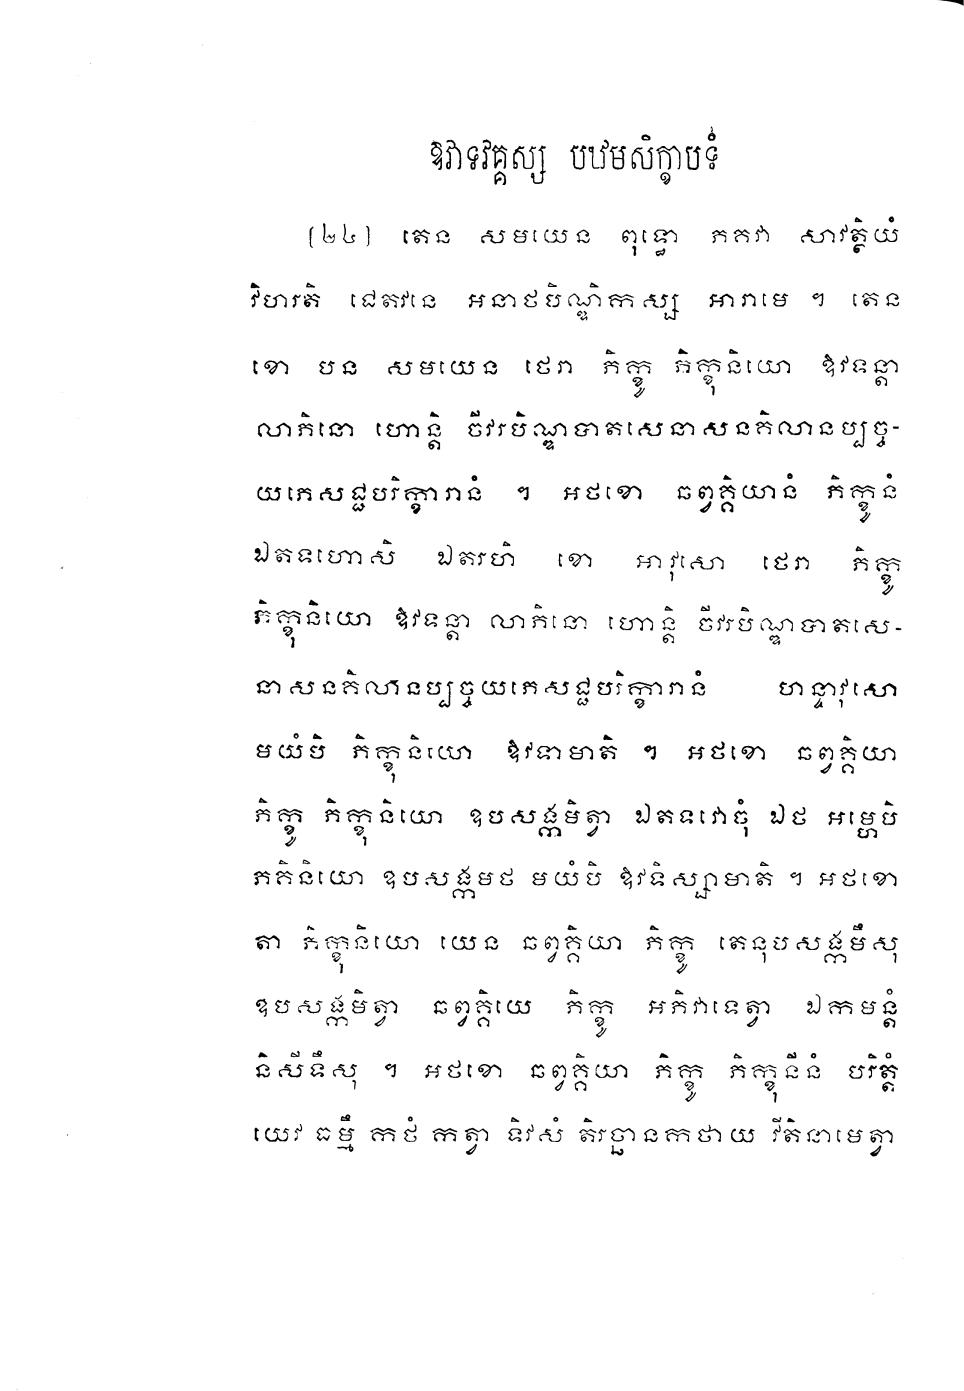 ឱវាទវគ្គស្ស បឋមសិក្ខាបទំ
(២៤) តេន សមយេន ពុទ្ធោ ភគវា សាវត្ថិយំ
វិហរតិ ជេតវនេ អនាថបិណ្ឌិកស្ស អារាមេ ។ តេន
ខោ បន សមយេន ថេរា ភិក្ខូ ភិក្ខុនិយោ ឱវទន្តា
លាភិនោ ហោន្តិ ចីវរបិណ្ឌបាតសេនាសនគិលានប្បច្ច-
យភេសជ្ជបរិក្ខារានំ ។ អថខោ ឆព្វគ្គិយានំ ភិក្ខូនំ
ឯតទហោសិ ឯតរហិ ខោ អាវុសោ ថេរា ភិក្ខូ
ភិក្ខុនិយោ ឱវទន្តា លាភិនោ ហោន្តិ ចីវរបិណ្ឌបាតសេ-
នាសនគិលានប្បច្ចយភេសជ្ជបរិក្ខារានំ ហន្ទាវុសោ
មយំបិ ភិក្ខុនិយោ ឱវទាមាតិ ។ អថខោ ឆព្វគ្គិយា
ភិក្ខូ ភិក្ខុនិយោ ឧបសង្កមិត្វា ឯតទវោចុំ ឯថ អម្ហេបិ
ភគិនិយោ ឧបសង្កមថ មយំបិ ឱវទិស្សាមាតិ ។ អថខោ
តា ភិក្ខុនិយោ យេន ឆព្វគ្គិយា ភិក្ខូ តេនុបសង្កមឹសុ
ឧបសង្កមិត្វា ឆព្វគ្គិយេ ភិក្ខូ អភិវាទេត្វា ឯកមន្តំ
និសីទឹសុ ។ អថខោ ឆព្វគ្គិយា ភិក្ខូ ភិក្ខុនីនំ បរិត្តំ
យេវ ធម្មឹ កថំ កត្វា ទិវសំ តិរច្ឆានកថាយ វីតិនាមេត្វា